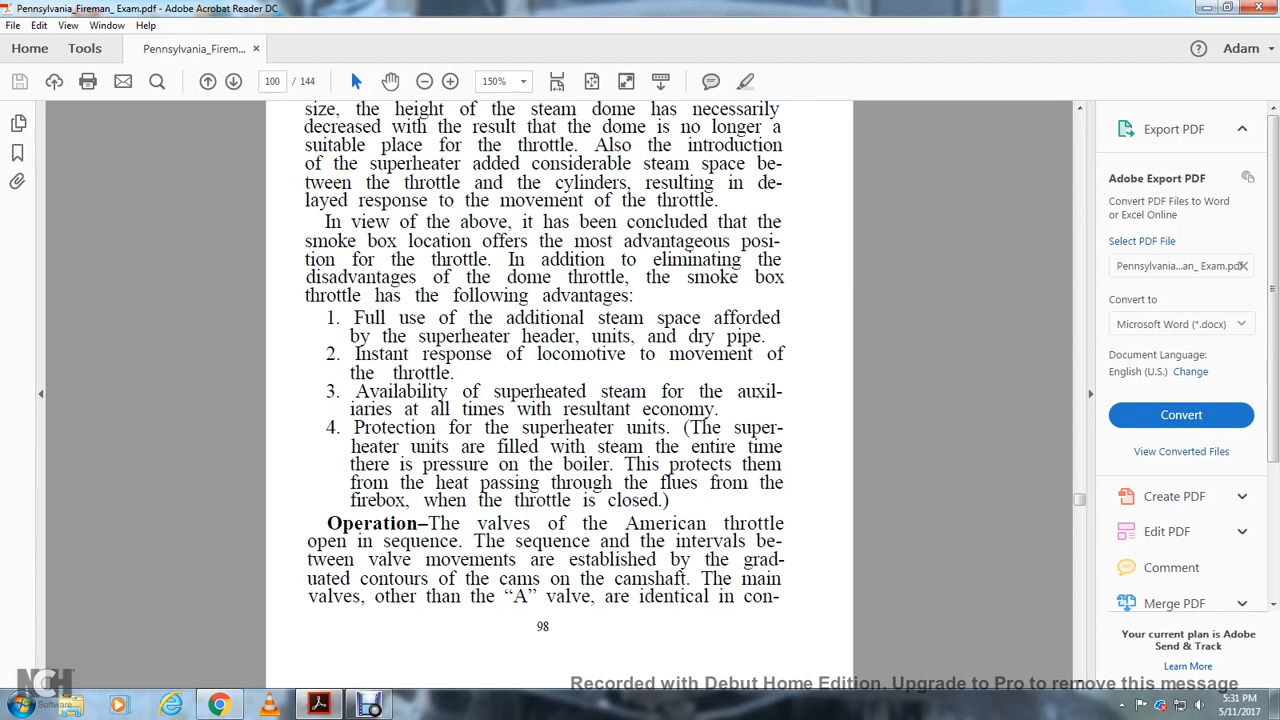 Pennsylvania_Fireman_ Exam.pdf - Adobe Acrobat Reader DC
File Edit View Window Help
Home Tools Pennsylvania_Firem... × Adam
100 / 144 150%
size, the height of the steam dome has necessarily
decreased with the result that the dome is no longer a
suitable place for the throttle. Also the introduction
of the superheater added considerable steam space be-
tween the throttle and the cylinders, resulting in de-
layed response to the movement of the throttle.
In view of the above, it has been concluded that the
smoke box location offers the most advantageous posi-
tion for the throttle. In addition to eliminating the
disadvantages of the dome throttle, the smoke box
throttle has the following advantages:
1. Full use of the additional steam space afforded
by the superheater header, units, and dry pipe.
2. Instant response of locomotive to movement of
the throttle.
3. Availability of superheated steam for the auxil-
iaries at all times with resultant economy.
4. Protection for the superheater units. (The super-
heater units are filled with steam the entire time
there is pressure on the boiler. This protects them
from the heat passing through the flues from the
firebox, when the throttle is closed.)
Operation–The valves of the American throttle
open in sequence. The sequence and the intervals be-
tween valve movements are established by the grad-
uated contours of the cams on the camshaft. The main
valves, other than the “A” valve, are identical in con-
98
Export PDF
Adobe Export PDF
Convert PDF Files to Word
or Excel Online
Select PDF File
Pennsylvania...an_ Exam.pdf
Convert to
Microsoft Word (*.docx)
Document Language:
English (U.S.) Change
Convert
View Converted Files
Create PDF
Edit PDF
Comment
Merge PDF
Your current plan is Adobe
Send & Track
Learn More
NCH
Software
Recorded with Debut Home Edition. Upgrade to Pro to remove this message
5:31 PM
5/11/2017